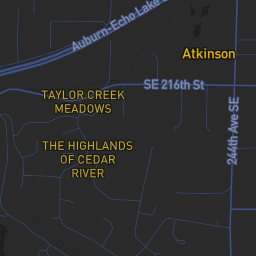 Auburn-Echo Lake
Atkinson
SE 216th St
TAYLOR CREEK
MEADOWS
244th Ave SE
THE HIGHLANDS
OF CEDAR
RIVER